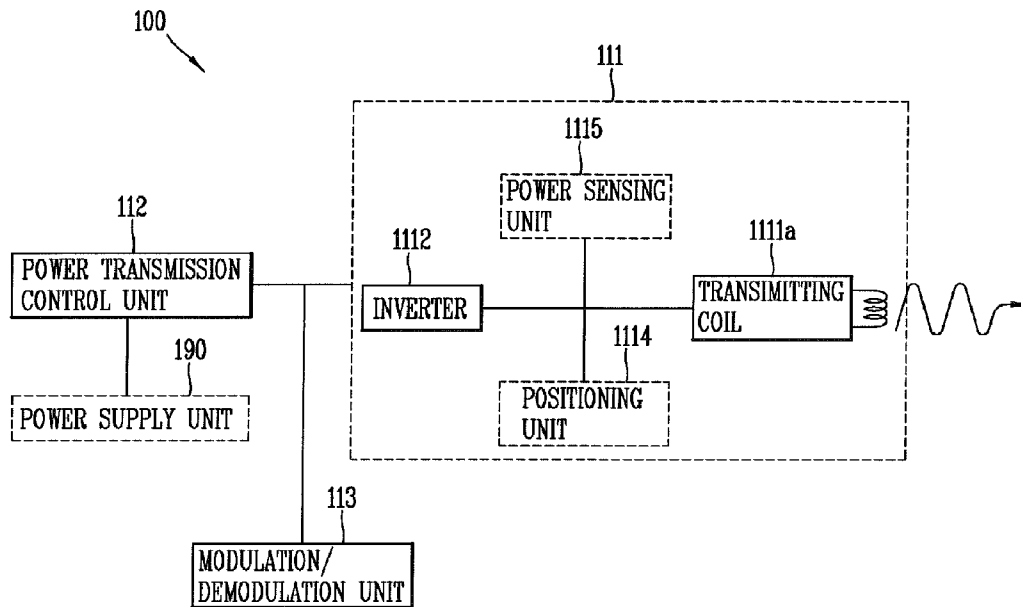 100
111
1115
POWER SENSING
UNIT
112
POWER TRANSMISSION
CONTROL UNIT
1112
INVERTER
1111a
TRANSIMITTING
COIL
190
POWER SUPPLY UNIT
1114
POSITIONING
UNIT
113
MODULATION/
DEMODULATION UNIT